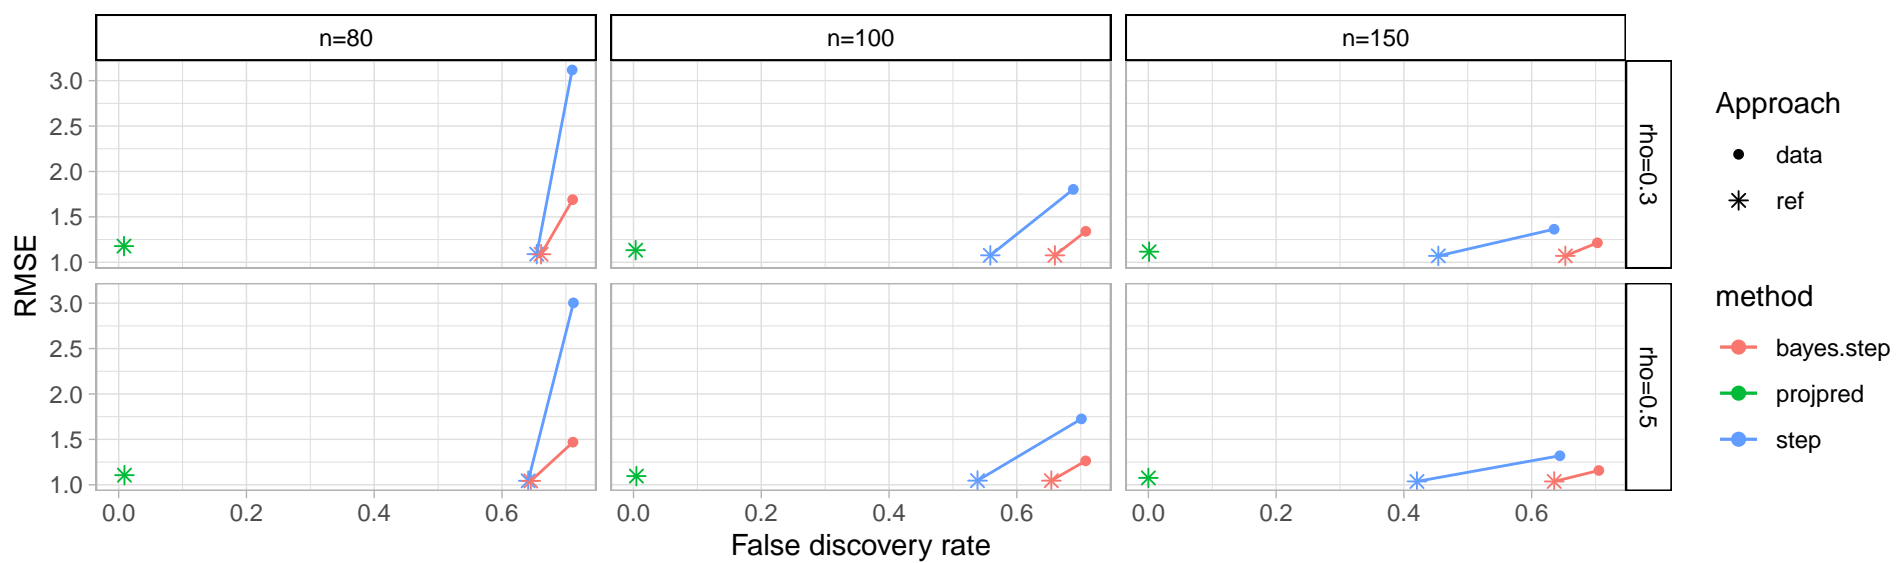 n=80 n=100 n=150
3.0
2.5
2.0
1.5
1.0
rho=0.3
3.0
2.5
2.0
1.5
1.0
rho=0.5
RMSE
0.0 0.2 0.4 0.6 0.0 0.2 0.4 0.6 0.0 0.2 0.4 0.6
False discovery rate
Approach
data
ref
method
bayes.step
projpred
step